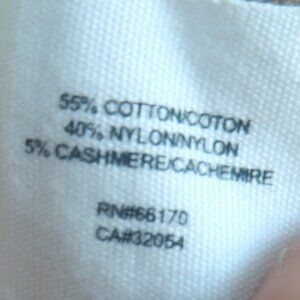 55% COTTON/COTON
40% NYLON/NYLON
5% CASHMERE/CACHEMIRE
RN#66170
CA#32054